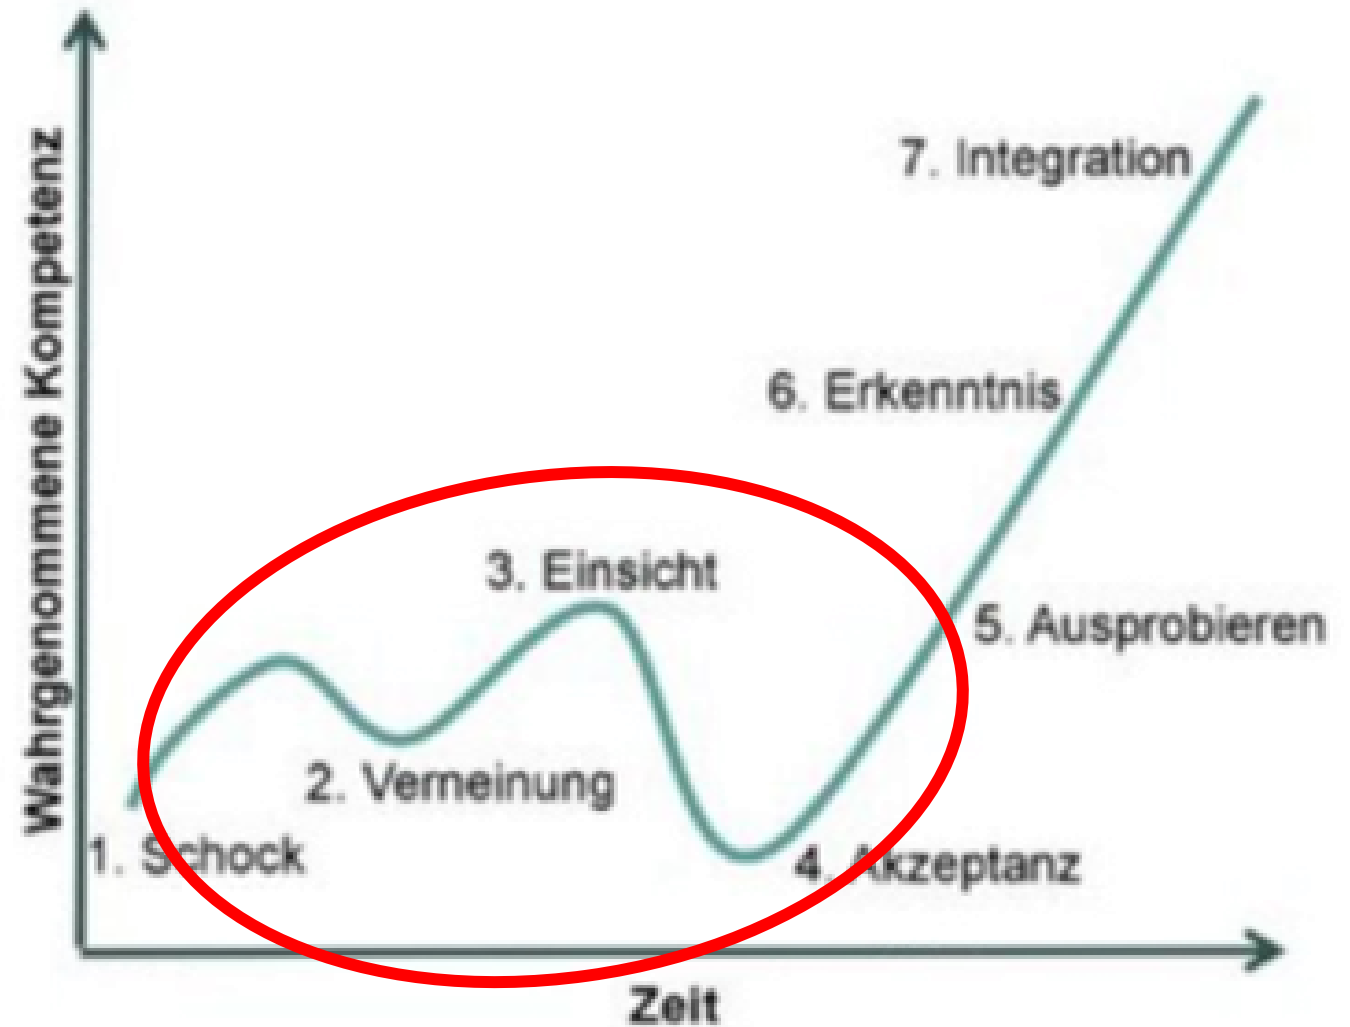 Wahrgenommene Kompetenz
7. Integration
6. Erkenntnis
3. Einsicht
5. Ausprobieren
2. Verneinung
1. Schock
4. Akzeptanz
Zeit